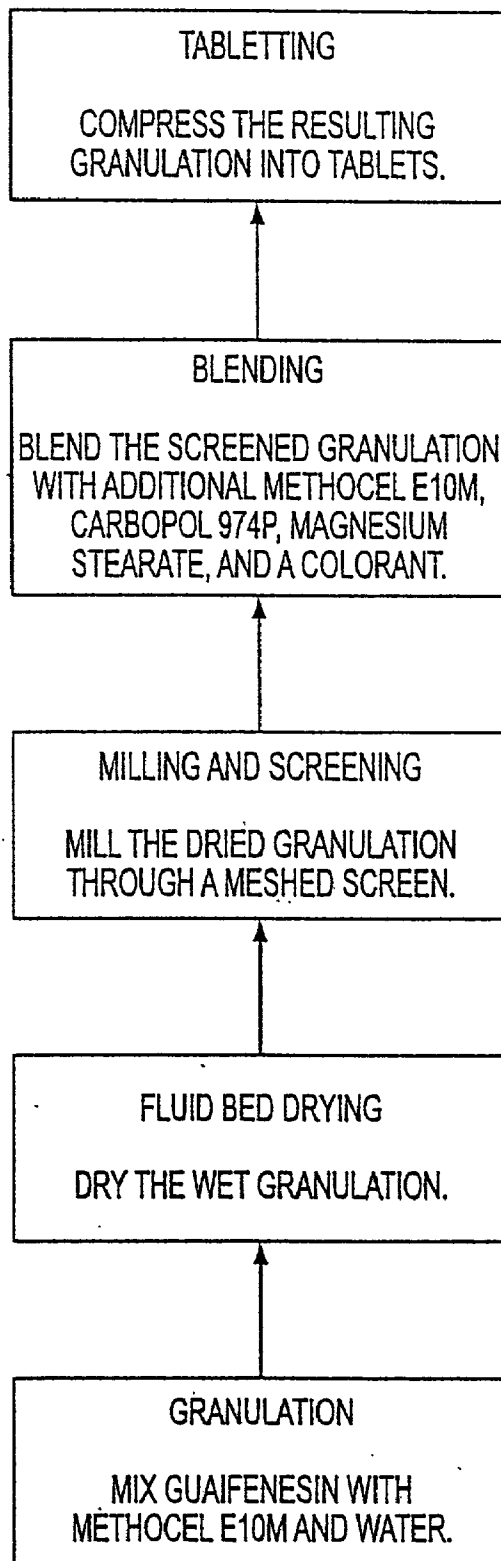 TABLETTING
COMPRESS THE RESULTING
GRANULATION INTO TABLETS.
BLENDING
BLEND THE SCREENED GRANULATION
WITH ADDITIONAL METHOCEL E10M,
CARBOPOL 974P, MAGNESIUM
STEARATE, AND A COLORANT.
MILLING AND SCREENING
MILL THE DRIED GRANULATION
THROUGH A MESHED SCREEN.
FLUID BED DRYING
DRY THE WET GRANULATION.
GRANULATION
MIX GUAIFENESIN WITH
METHOCEL E10M AND WATER.